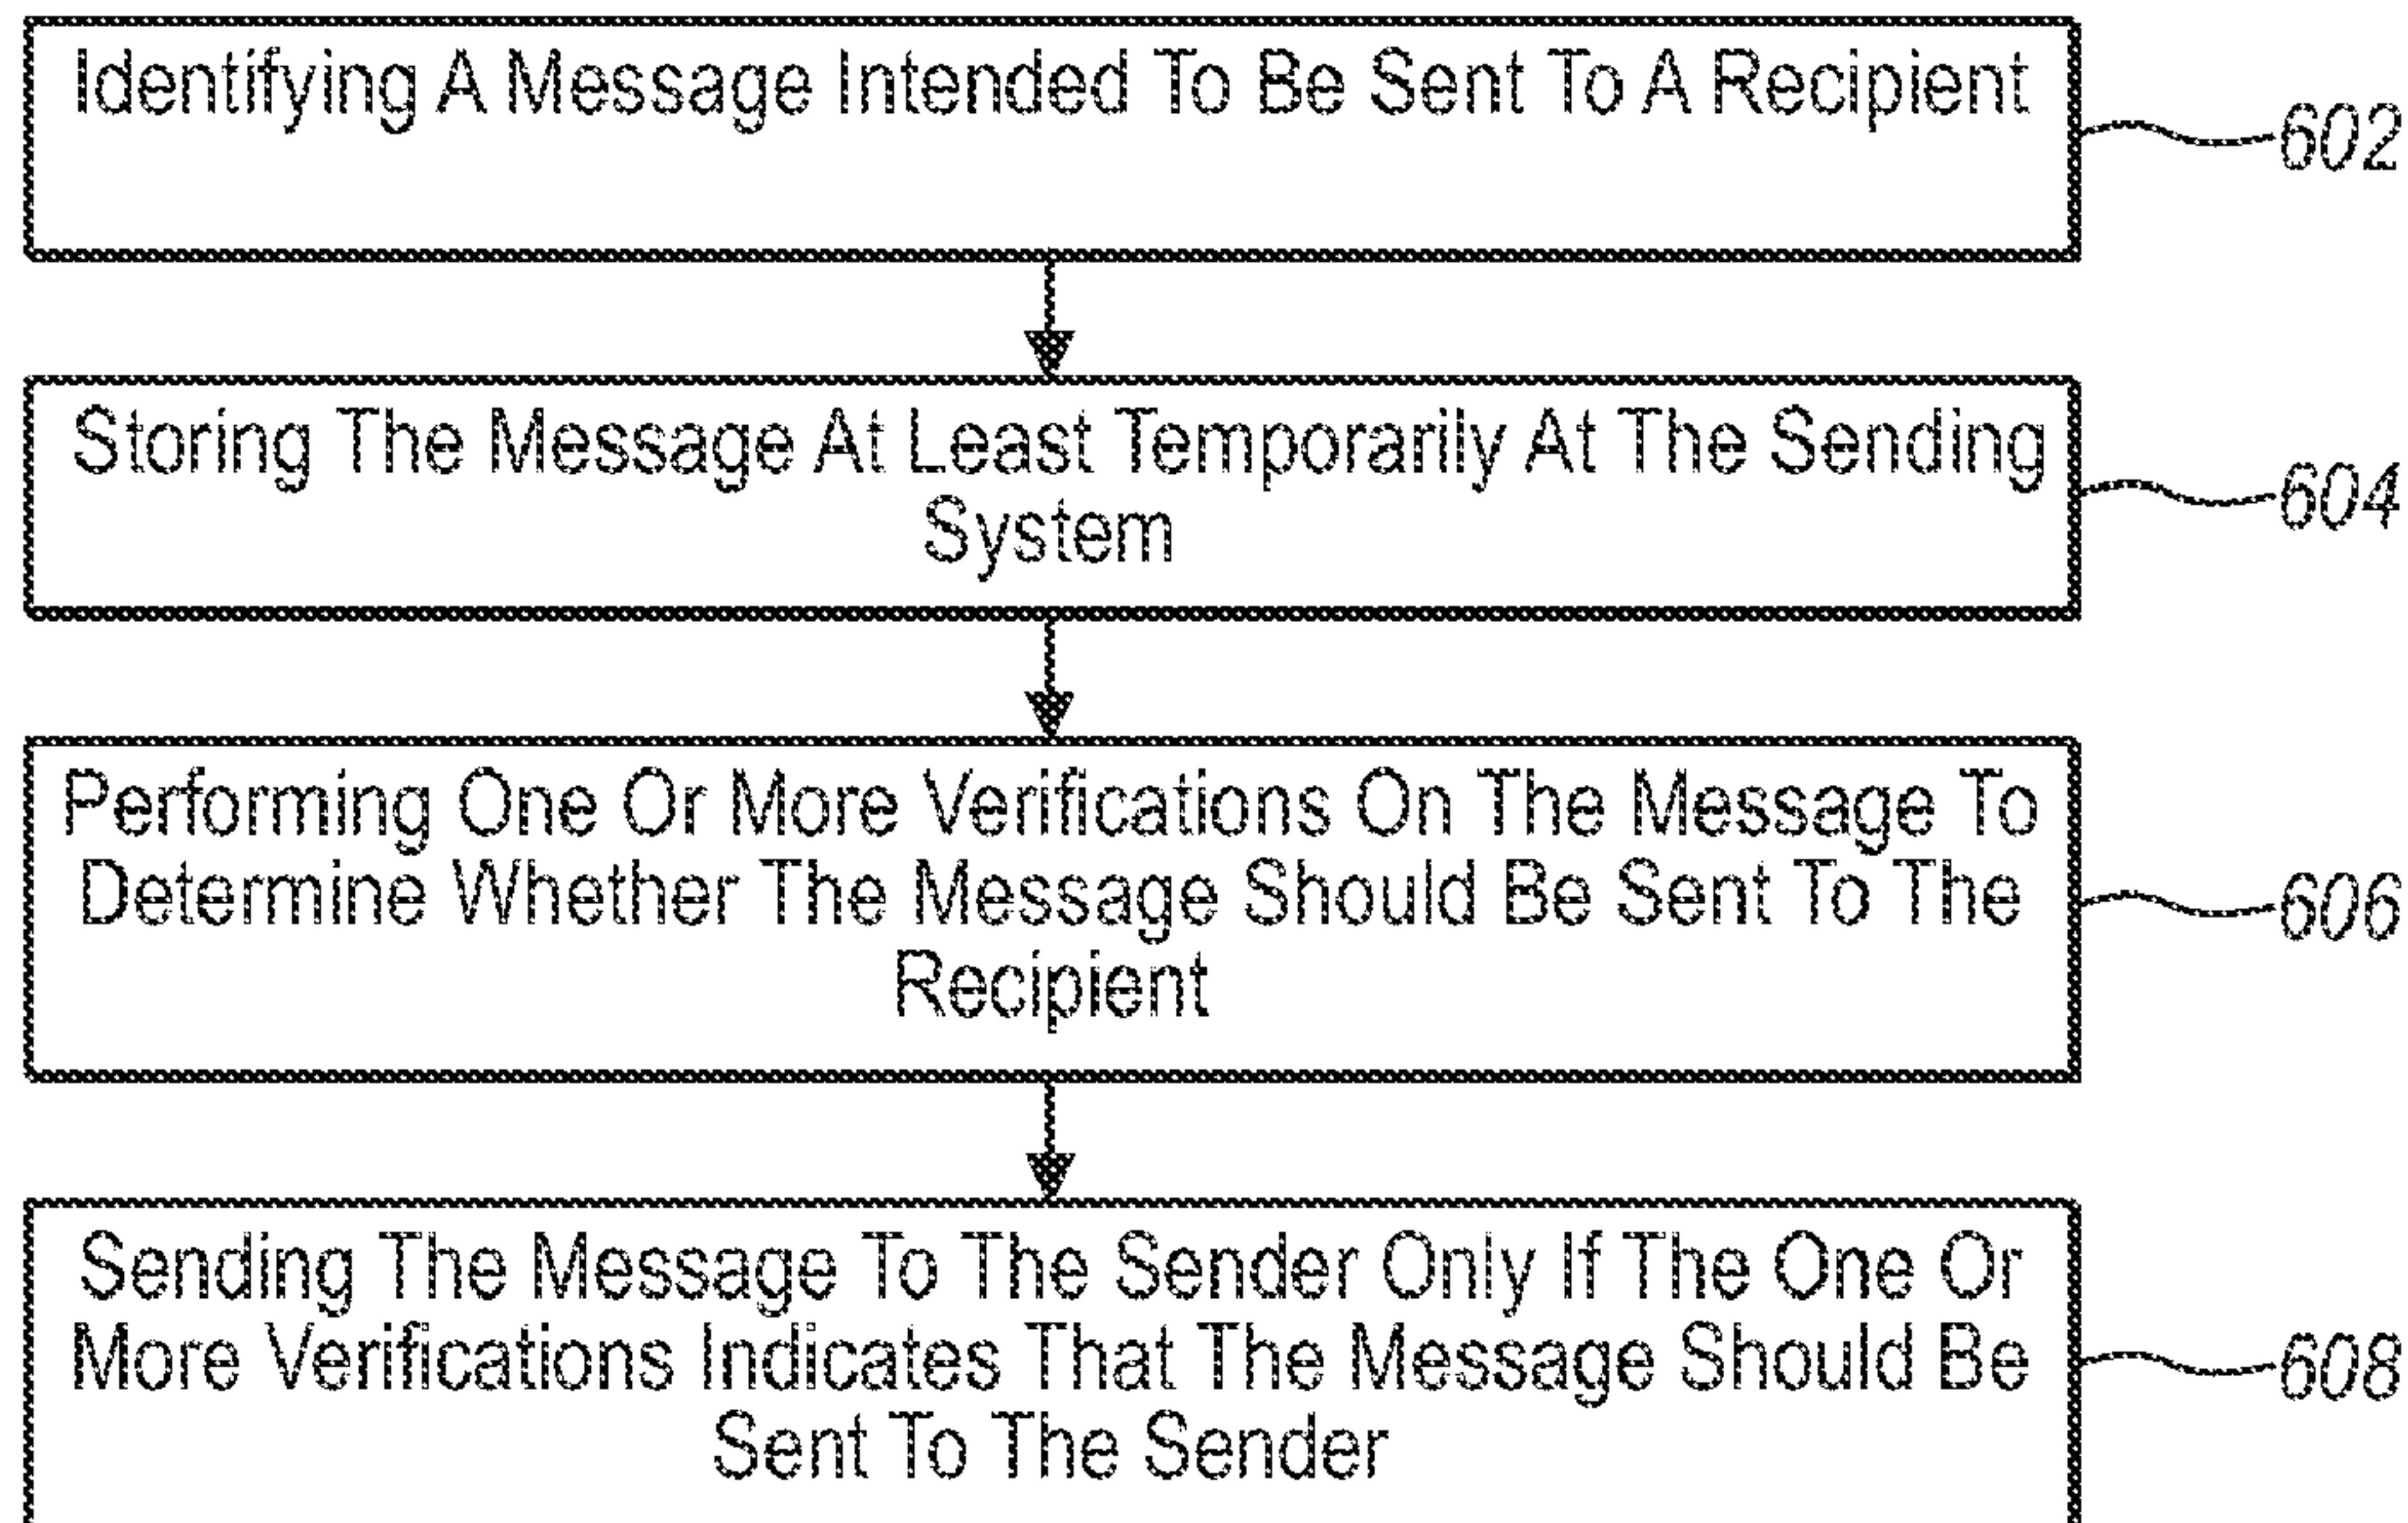 Identifying A Message Intended To Be Sent To A Recipient
602
Storing The Message At Least Temporarily At The Sending
System
604
Performing One Or More Verifications On The Message To
Determine Whether The Message Should Be Sent To The
Recipient
606
Sending The Message To The Sender Only If The One Or
More Verifications Indicates That The Message Should Be
Sent To The Sender
608